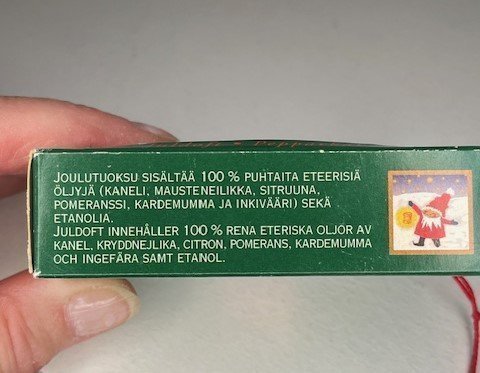 JOULUTUOKSU SISÄLTÄÄ 100 % PUHTAITA ETEERISIÄ
ÖLJYJÄ (KANELI, MAUSTENEILIKKA, SITRUUNA,
POMERANSSI, KARDEMUMMA JA INKIVÄÄRI) SEKÄ
ETANOLIA.
JULDOFT INNEHÅLLER 100 % RENA ETERISKA OLJOR AV
KANEL, KRYDDNEJLIKA, CITRON, POMERANS, KARDEMUMMA
OCH INGEFÄRA SAMT ETANOL.